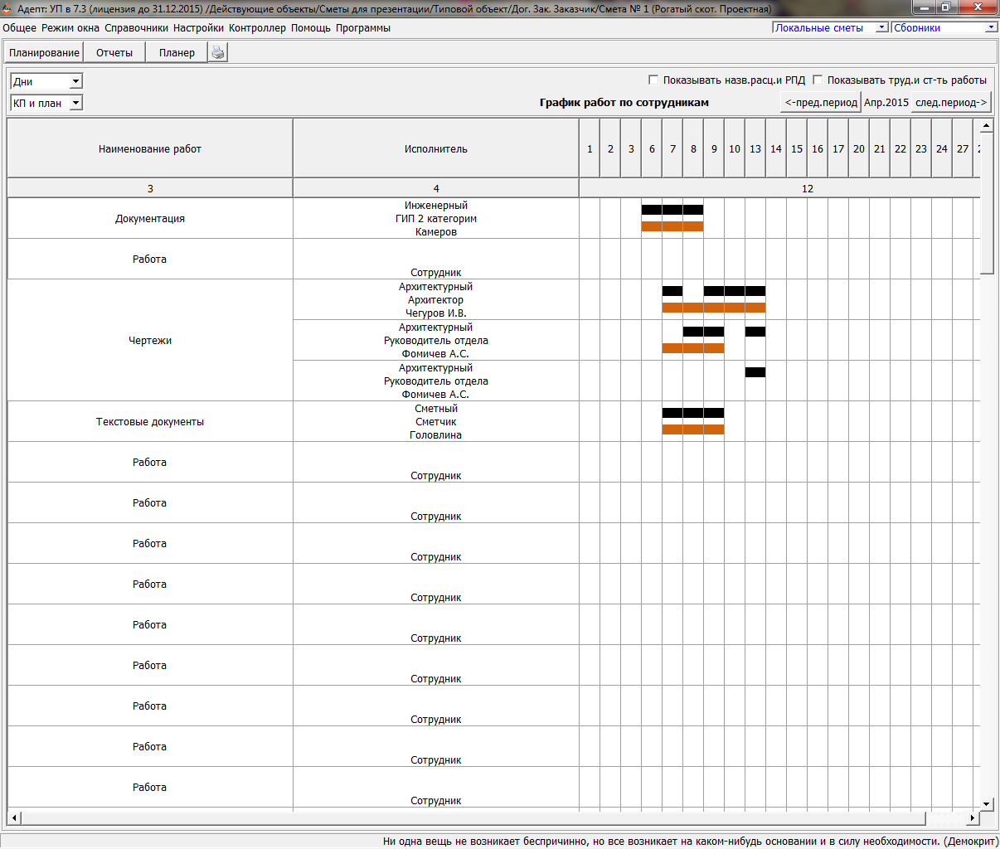 Адепт: УП в 7.3 (лицензия до 31.12.2015) /Действующие объекты/Сметы для презентации/Типовой объект/Дог. Зак. Заказчик/Смета № 1 (Рогатый скот. Проектная)
Общее Режим окна Справочники Настройки Контроллер Помощь Программы Локальные сметы Сборники
Планирование Отчеты Планер
Дни Показывать назв.расц.и РПД Показывать труд.и ст-ть работы
КП и план График работ по сотрудникам <-пред.период Апр.2015 след.период->
Наименование работ Исполнитель 1 2 3 6 7 8 9 10 13 14 15 16 17 20 21 22 23 24 27
3 4 12
Инженерный
Документация ГИП 2 категорим
Камеров
Работа
Сотрудник
Архитектурный
Архитектор
Чегуров И.В.
Архитектурный
Чертежи Руководитель отдела
Фомичев А.С.
Архитектурный
Руководитель отдела
Фомичев А.С.
Сметный
Текстовые документы Сметчик
Головлина
Работа
Сотрудник
Работа
Сотрудник
Работа
Сотрудник
Работа
Сотрудник
Работа
Сотрудник
Работа
Сотрудник
Работа
Сотрудник
Работа
Сотрудник
Работа
Сотрудник
Ни одна вещь не возникает беспричинно, но все возникает на каком-нибудь основании и в силу необходимости. (Демокрит)